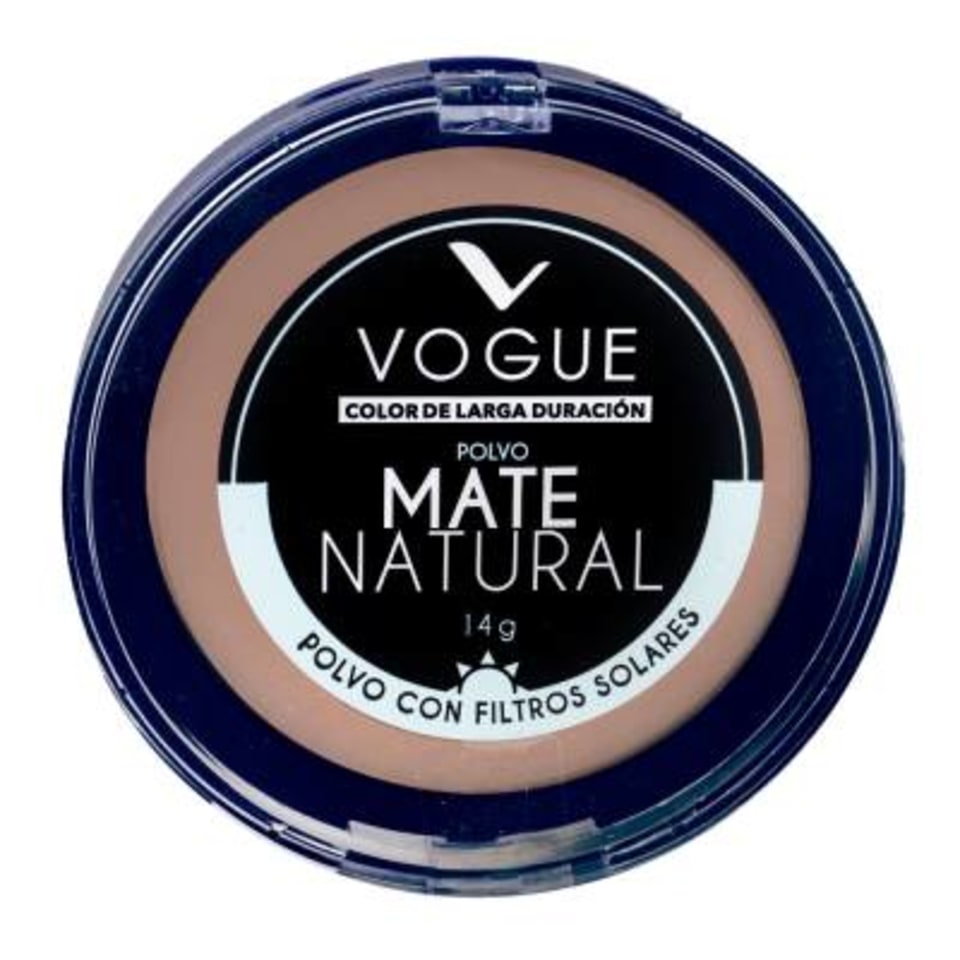 VOGUE
COLOR DE LARGA DURACIÓN
POLVO
MATE
NATURAL
14g
POLVO CON FILTROS SOLARES